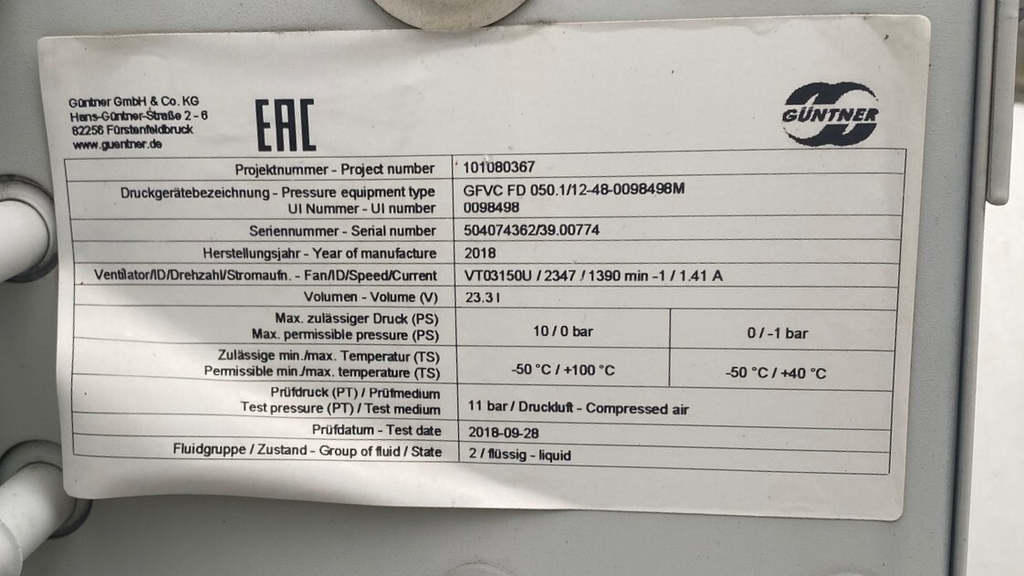 Güntner GmbH & Co. KG
Hans-Güntner-Straße 2 - 6
82256 Fürstenfeldbruck
www.guentner.de
EAC
GÜNTNER
Projektnummer - Project number 101080367
Druckgerätebezeichnung - Pressure equipment type GFVC FD 050.1/12-48-0098498M
UI Nummer - UI number 0098498
Seriennummer - Serial number 504074362/39.00774
Herstellungsjahr - Year of manufacture 2018
Ventilator/ID/Drehzahl/Stromaufn. - Fan/ID/Speed/Current VT03150U / 2347 / 1390 min -1 / 1.41 A
Volumen - Volume (V) 23.3 l
Max. zulässiger Druck (PS)
Max. permissible pressure (PS) 10 / 0 bar 0 / -1 bar
Zulässige min./max. Temperatur (TS)
Permissible min./max. temperature (TS) -50 °C / +100 °C -50 °C / +40 °C
Prüfdruck (PT) / Prüfmedium
Test pressure (PT) / Test medium 11 bar / Druckluft - Compressed air
Prüfdatum - Test date 2018-09-28
Fluidgruppe / Zustand - Group of fluid / State 2 / flüssig - liquid